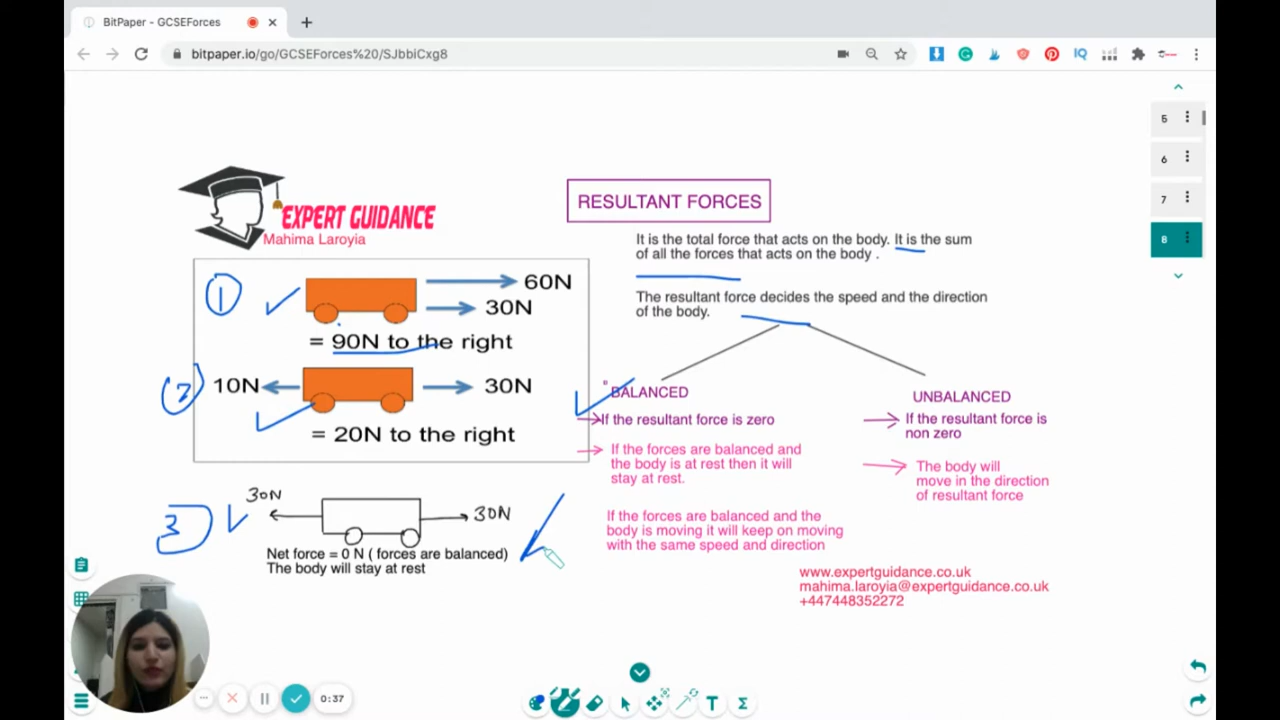 BitPaper - GCSEForces
bitpaper.io/go/GCSEForces%20/SJbbiCxg8
5
6
7
8
EXPERT GUIDANCE
Mahima Laroyia
RESULTANT FORCES
It is the total force that acts on the body. It is the sum
of all the forces that acts on the body .
The resultant force decides the speed and the direction
of the body.
1
60N
30N
= 90N to the right
2
10N
30N
= 20N to the right
3
30N
30N
Net force = 0 N ( forces are balanced)
The body will stay at rest
BALANCED
If the resultant force is zero
If the forces are balanced and
the body is at rest then it will
stay at rest.
If the forces are balanced and the
body is moving it will keep on moving
with the same speed and direction
UNBALANCED
If the resultant force is
non zero
The body will
move in the direction
of resultant force
www.expertguidance.co.uk
mahima.laroyia@expertguidance.co.uk
+447448352272
0:37
T
Σ
IQ